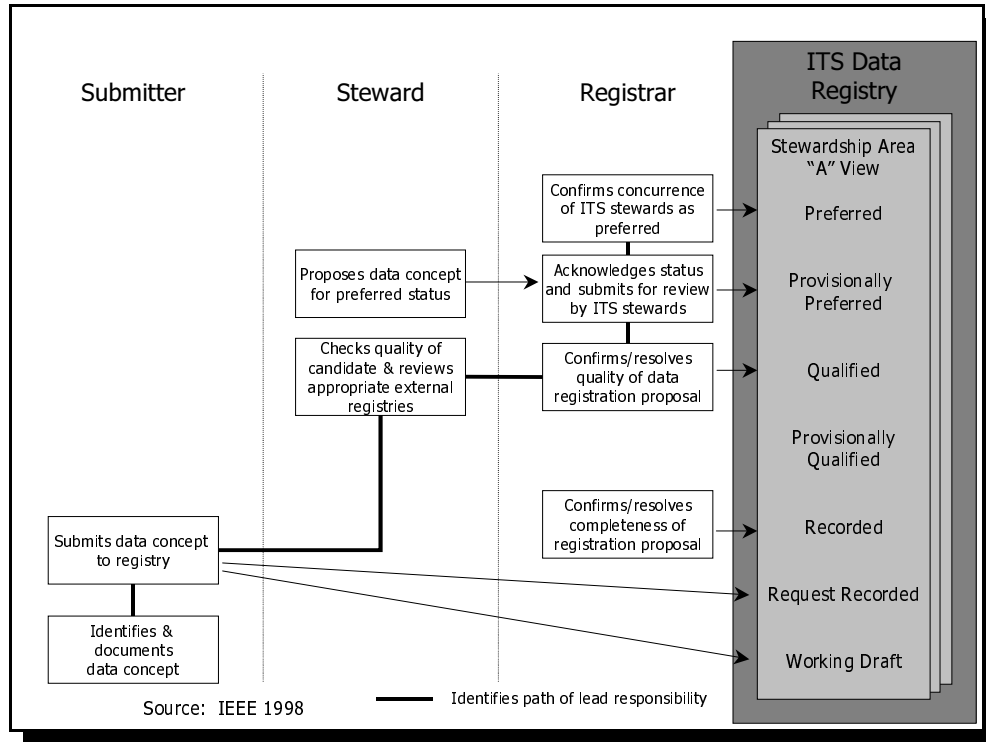 Submitter
Steward
Registrar
ITS Data
Registry
Stewardship Area
“A” View
Confirms concurrence
of ITS stewards as
preferred
Preferred
Proposes data concept
for preferred status
Acknowledges status
and submits for review
by ITS stewards
Provisionally
Preferred
Checks quality of
candidate & reviews
appropriate external
registries
Confirms/resolves
quality of data
registration proposal
Qualified
Provisionally
Qualified
Confirms/resolves
completeness of
registration proposal
Recorded
Submits data concept
to registry
Request Recorded
Identifies &
documents
data concept
Working Draft
Source: IEEE 1998
Identifies path of lead responsibility